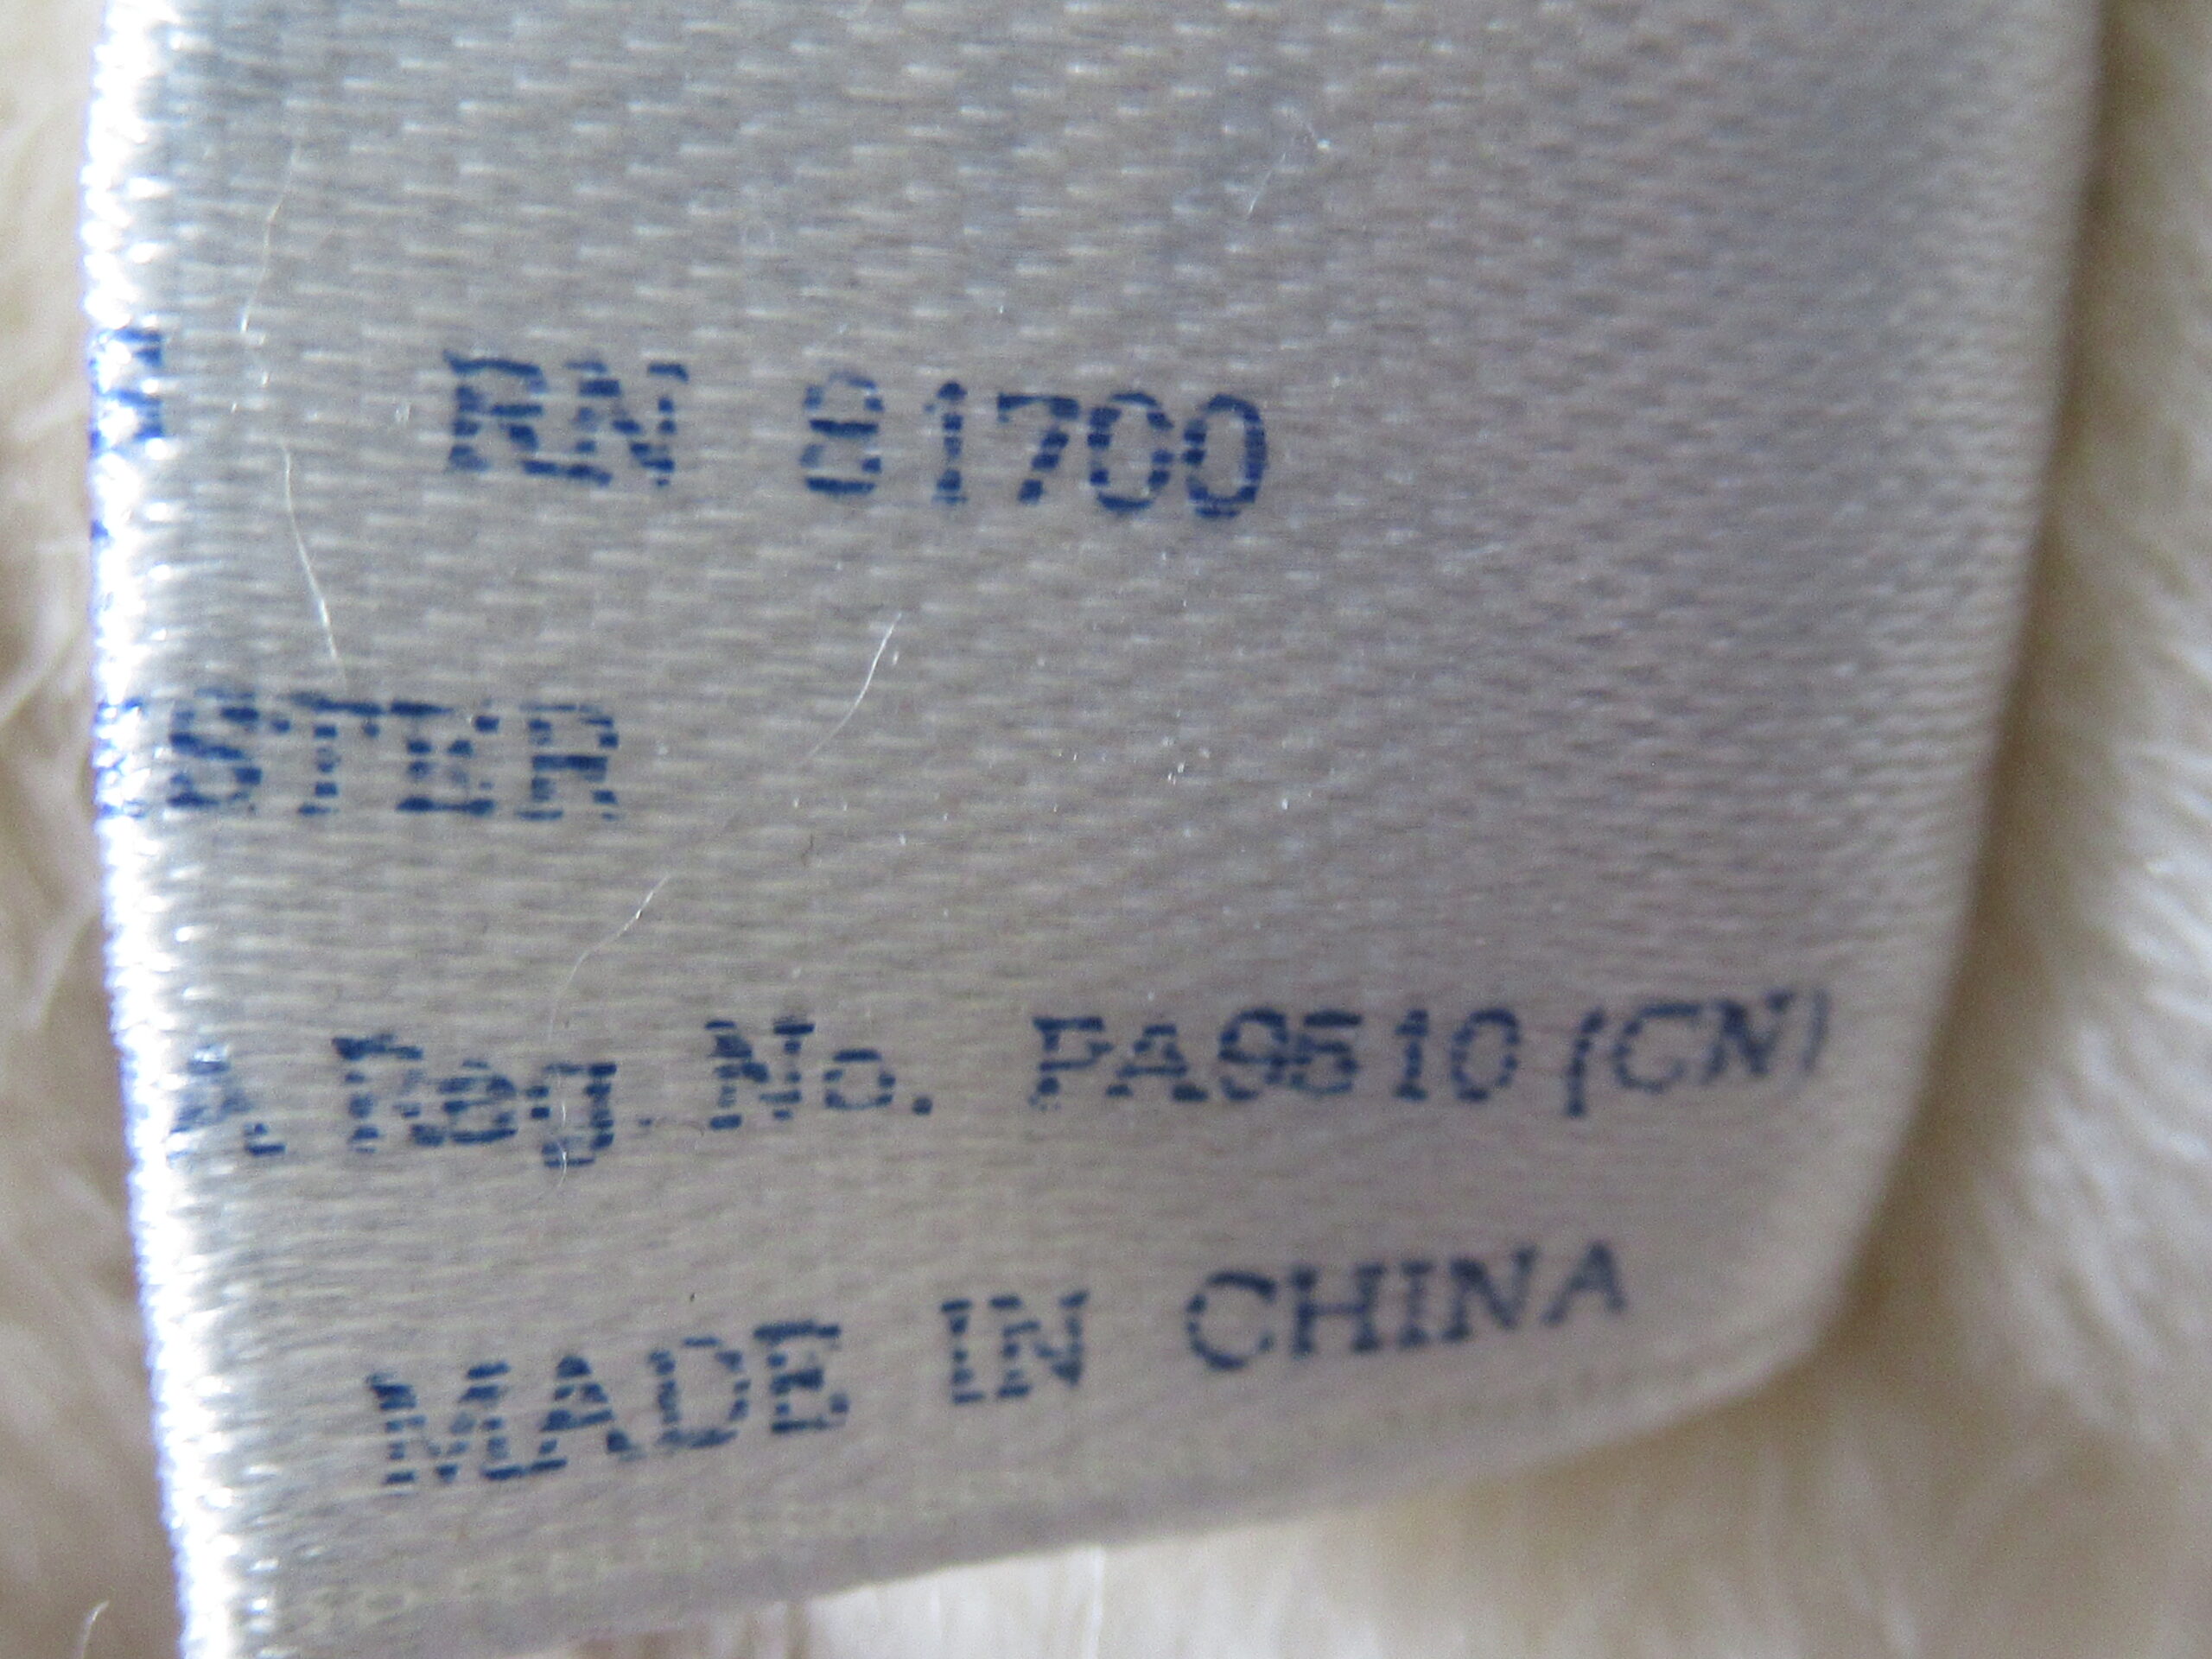 RN 81700
STER
A. Reg. No. PA9510 (CN)
MADE IN CHINA